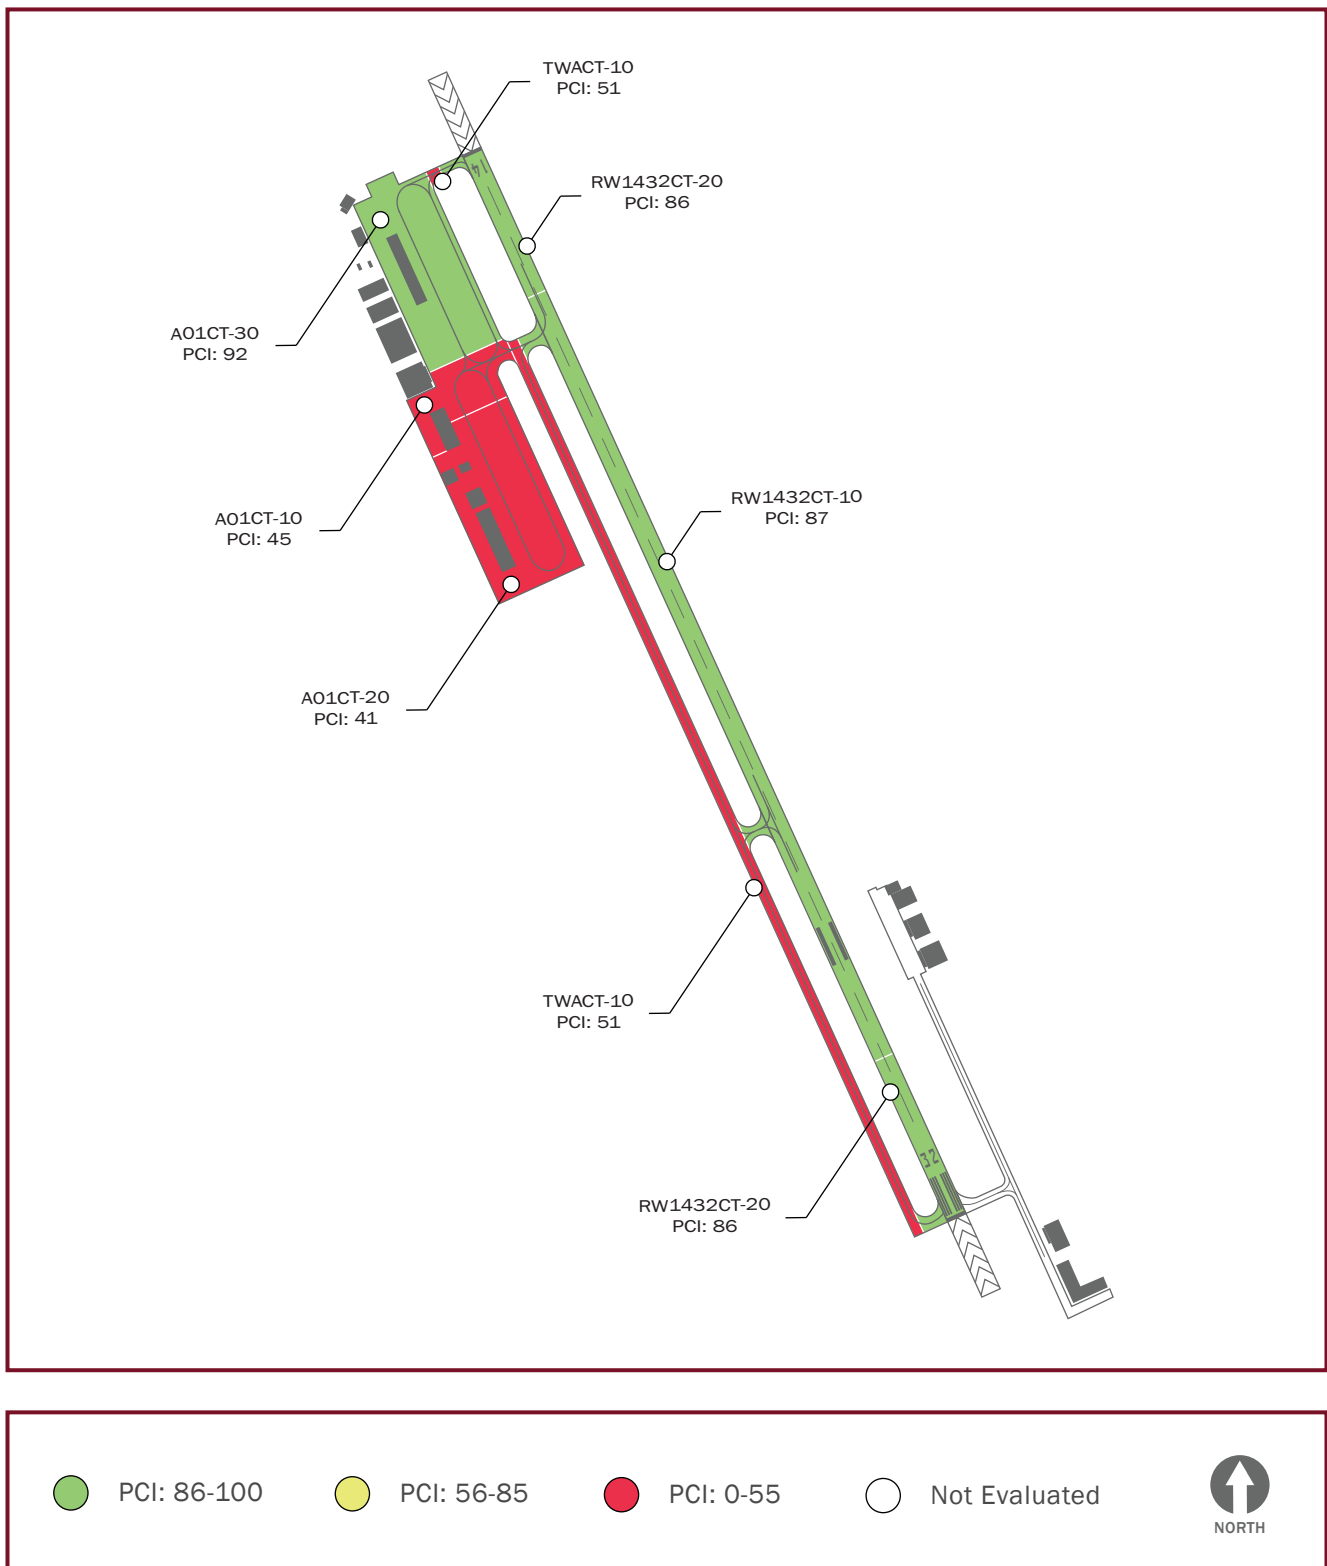 TWACT-10
PCI: 51
14
RW1432CT-20
PCI: 86
A01CT-30
PCI: 92
A01CT-10
PCI: 45
RW1432CT-10
PCI: 87
A01CT-20
PCI: 41
TWACT-10
PCI: 51
32
RW1432CT-20
PCI: 86
PCI: 86-100
PCI: 56-85
PCI: 0-55
Not Evaluated
NORTH